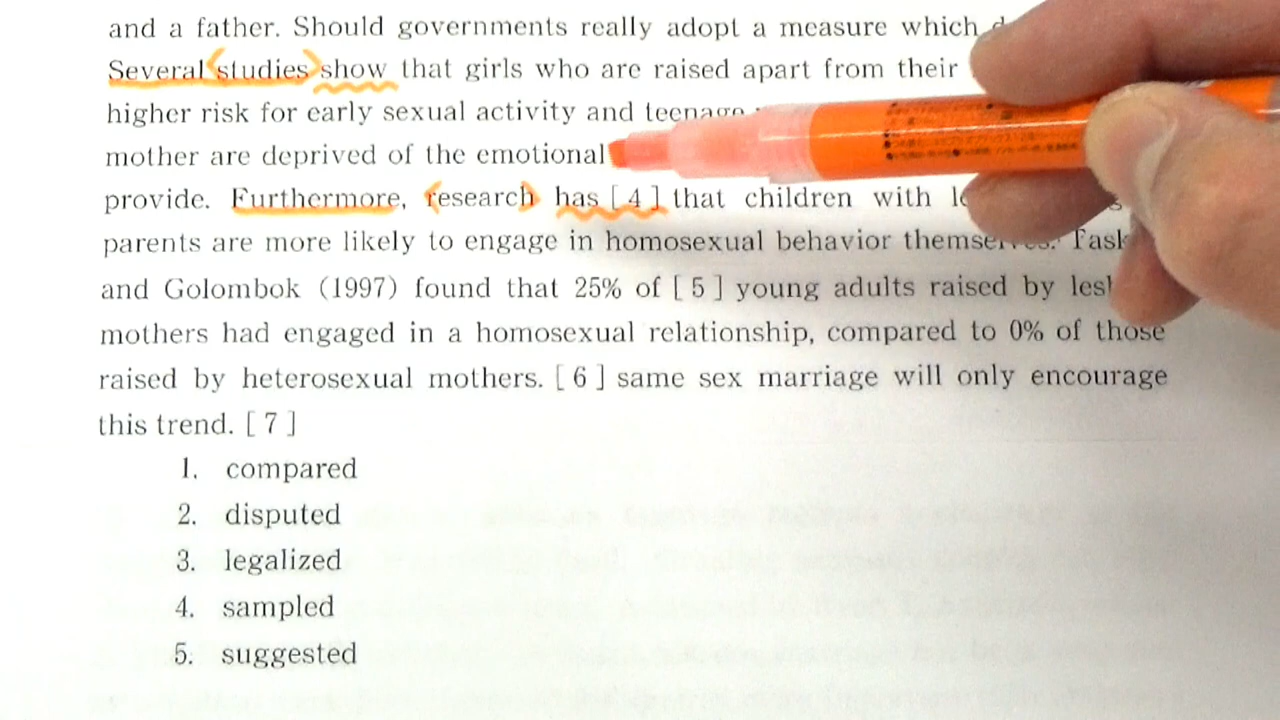 and a father. Should governments really adopt a measure which
Several studies show that girls who are raised apart from their
higher risk for early sexual activity and teenage
mother are deprived of the emotional
provide. Furthermore, research has [ 4 ] that children with
parents are more likely to engage in homosexual behavior themselves.
and Golombok (1997) found that 25% of [ 5 ] young adults raised by
mothers had engaged in a homosexual relationship, compared to 0% of those
raised by heterosexual mothers. [ 6 ] same sex marriage will only encourage
this trend. [ 7 ]
1. compared
2. disputed
3. legalized
4. sampled
5. suggested